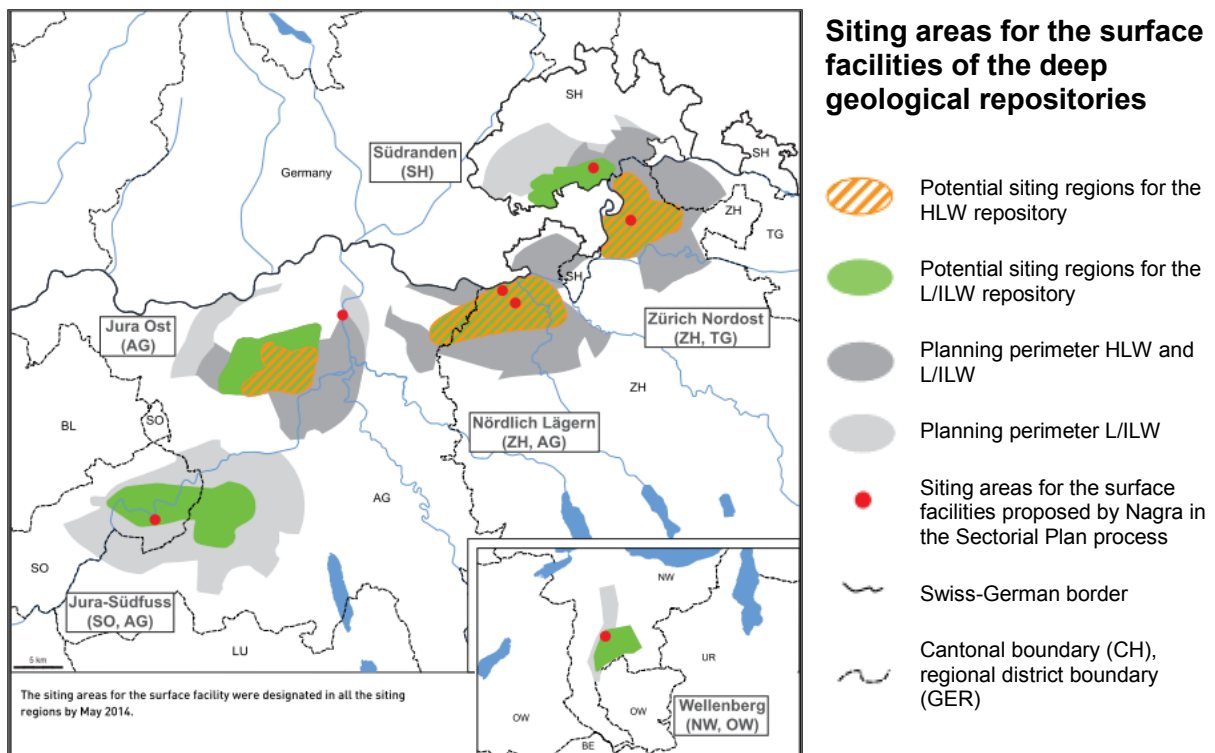 SH
SH
Südranden
(SH)
Germany
ZH
TG
SH
Jura Ost
(AG)
Zürich Nordost
(ZH, TG)
ZH
BL
SO
Nördlich Lägern
(ZH, AG)
AG
SO
Jura-Südfuss
(SO, AG)
LU
5 km
NW
UR
Wellenberg
(NW, OW)
OW
OW
BE
The siting areas for the surface facility were designated in all the siting
regions by May 2014.
Siting areas for the surface
facilities of the deep
geological repositories
Potential siting regions for the
HLW repository
Potential siting regions for the
L/ILW repository
Planning perimeter HLW and
L/ILW
Planning perimeter L/ILW
Siting areas for the surface
facilities proposed by Nagra in
the Sectorial Plan process
Swiss-German border
Cantonal boundary (CH),
regional district boundary
(GER)